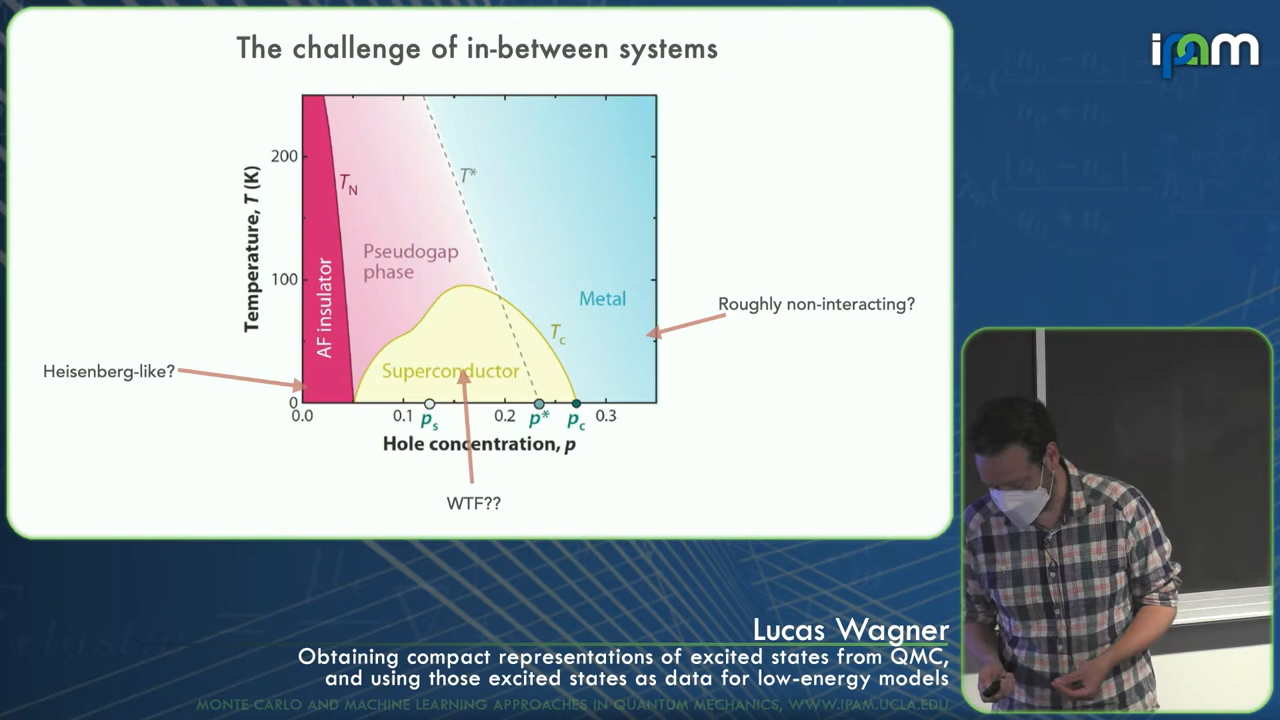 The challenge of in-between systems
ipam
Temperature, T (K)
200
100
0
T_N
T*
AF insulator
Pseudogap
phase
Metal
T_c
Superconductor
Roughly non-interacting?
Heisenberg-like?
0.0
0.1
0.2
0.3
p_s
p*
p_c
Hole concentration, p
WTF??
Lucas Wagner
Obtaining compact representations of excited states from QMC,
and using those excited states as data for low-energy models
MONTE CARLO AND MACHINE LEARNING APPROACHES IN QUANTUM MECHANICS, WWW.IPAM.UCLA.EDU